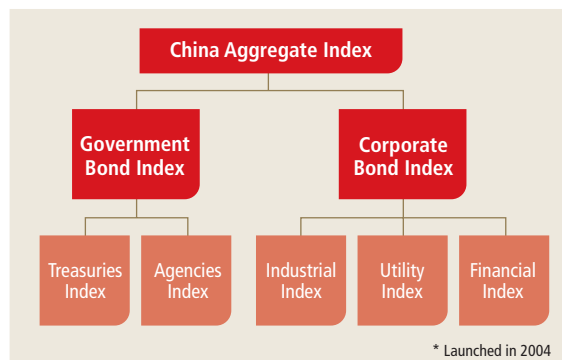 China Aggregate Index
Government
Bond Index
Corporate
Bond Index
Treasuries
Index
Agencies
Index
Industrial
Index
Utility
Index
Financial
Index
* Launched in 2004